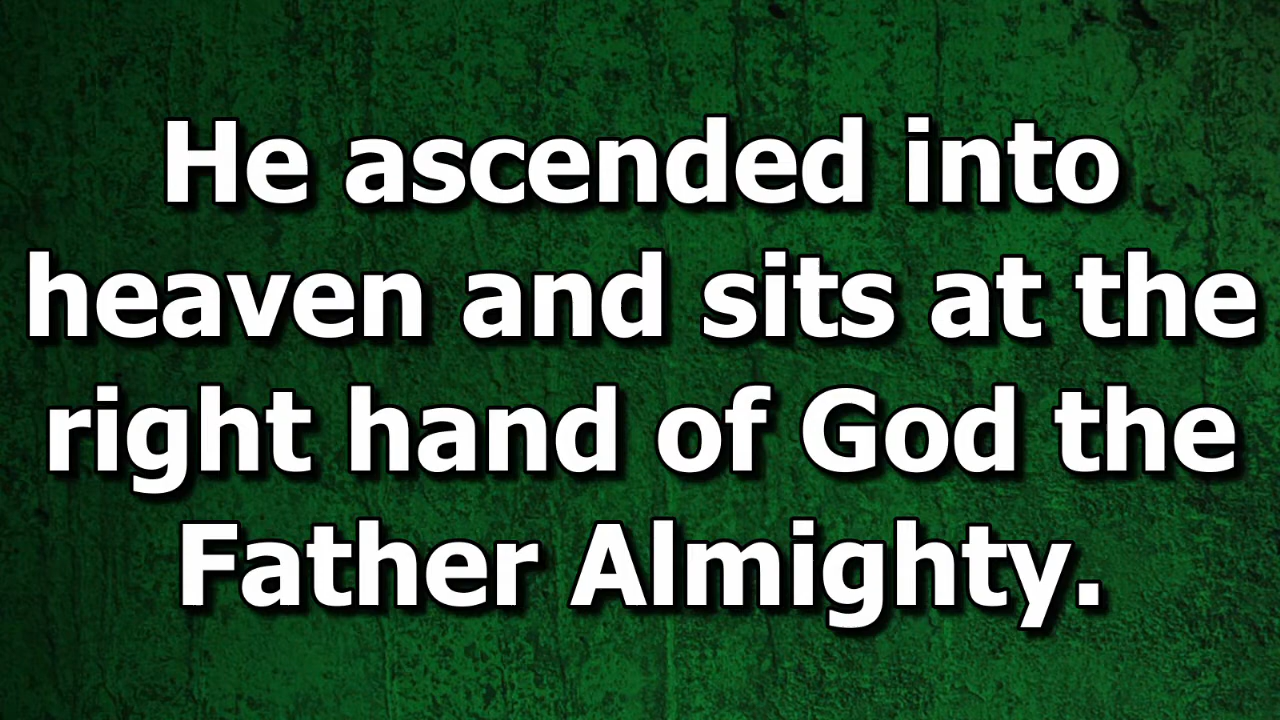 He ascended into
heaven and sits at the
right hand of God the
Father Almighty.